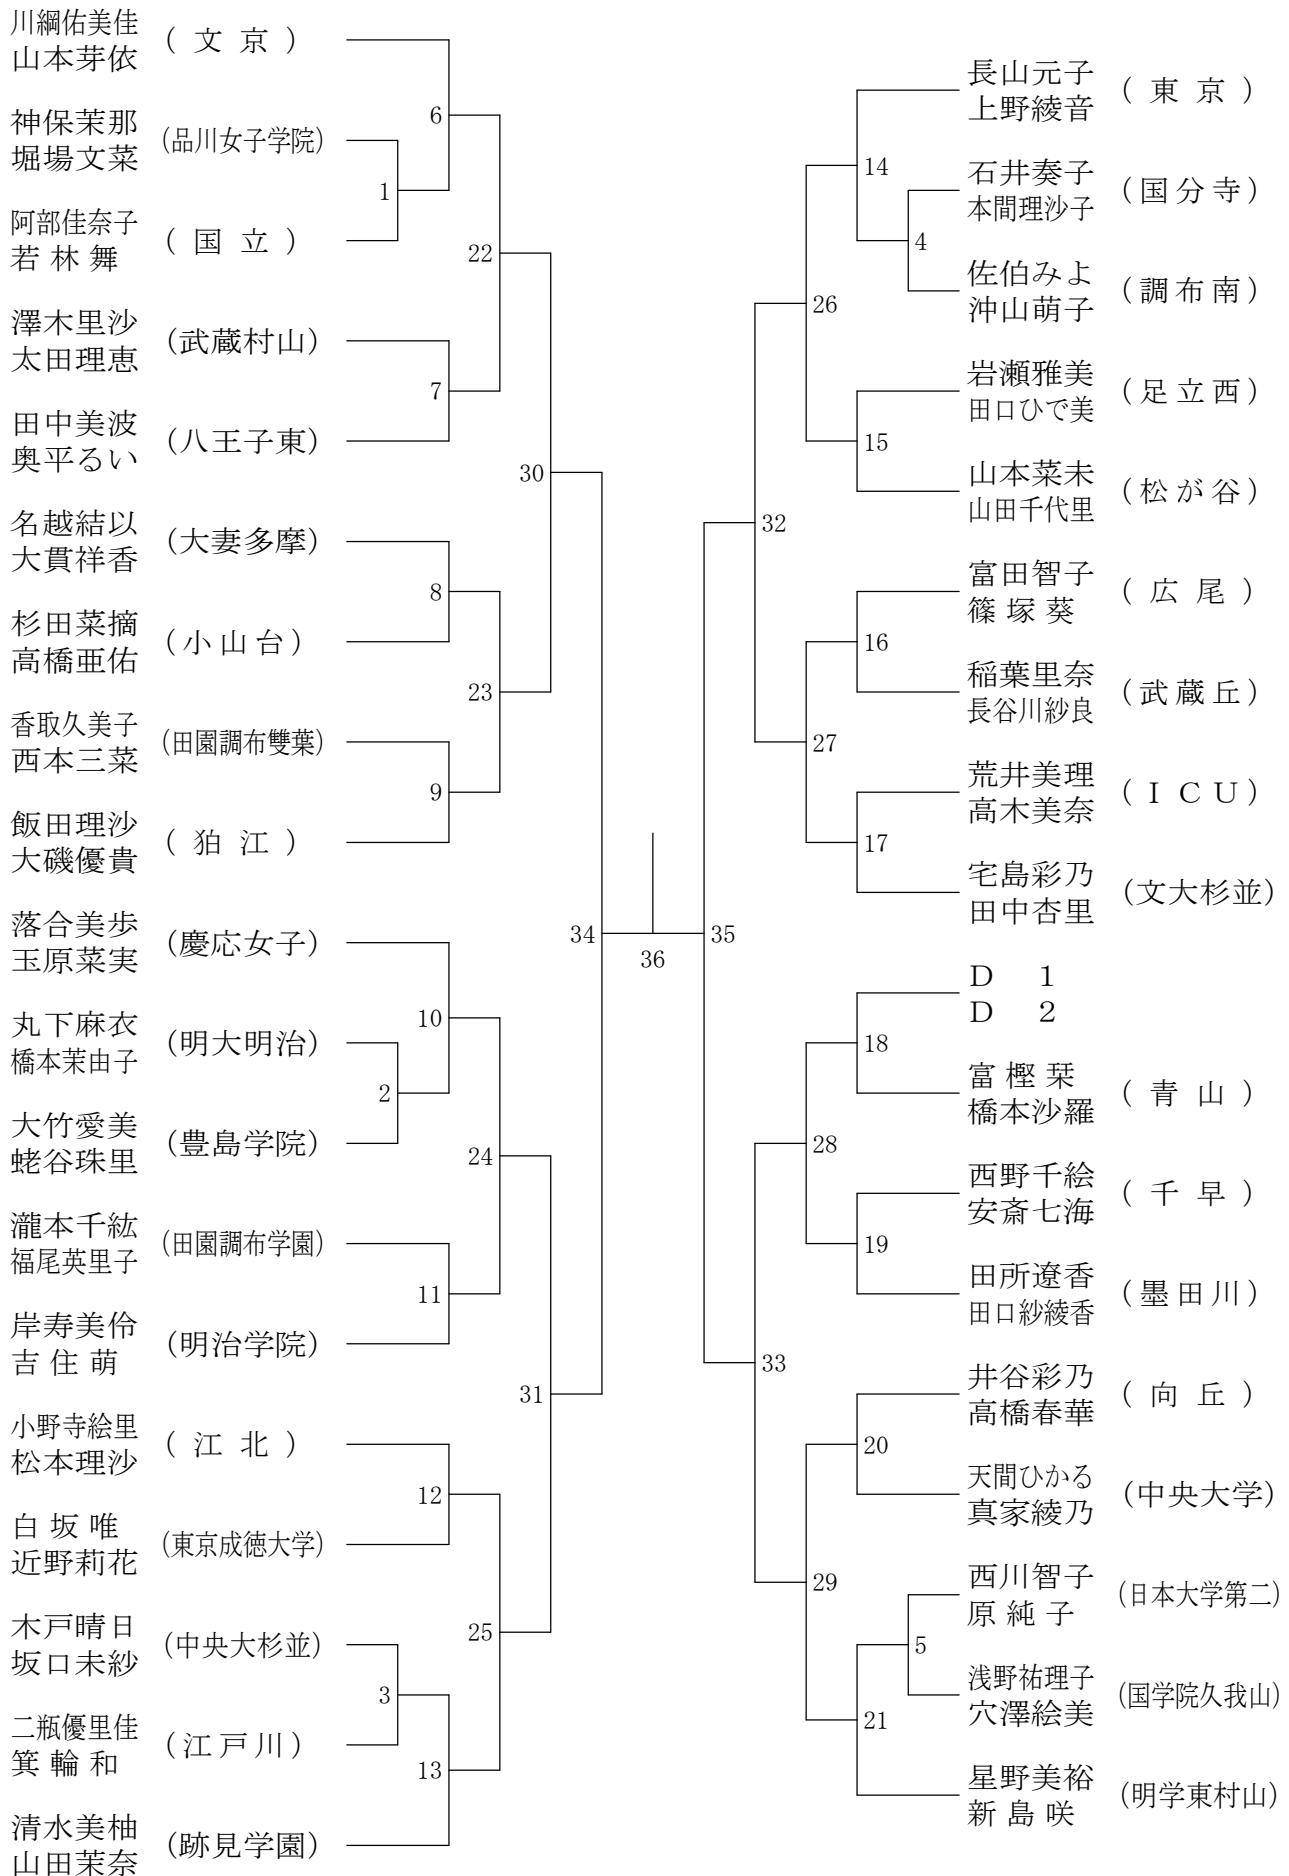 川綱佑美佳
山本芽依
( 文 京 )
神保茉那
堀場文菜
(品川女子学院)
阿部佳奈子
若 林 舞
( 国 立 )
澤木里沙
太田理恵
(武蔵村山)
田中美波
奥平るい
(八王子東)
名越結以
大貫祥香
(大妻多摩)
杉田菜摘
高橋亜佑
(小山台)
香取久美子
西本三菜
(田園調布雙葉)
飯田理沙
大磯優貴
( 狛 江 )
落合美歩
玉原菜実
(慶応女子)
丸下麻衣
橋本茉由子
(明大明治)
大竹愛美
蛯谷珠里
(豊島学院)
瀧本千紘
福尾英里子
(田園調布学園)
岸寿美伶
吉 住 萌
(明治学院)
小野寺絵里
松本理沙
( 江 北 )
白 坂 唯
近野莉花
(東京成徳大学)
木戸晴日
坂口未紗
(中央大杉並)
二瓶優里佳
箕 輪 和
(江戸川)
清水美柚
山田茉奈
(跡見学園)
1
2
3
6
7
8
9
10
11
12
13
22
23
24
25
30
31
34
36
35
32
33
26
27
28
29
14
15
16
17
18
19
20
21
4
5
長山元子
上野綾音
( 東 京 )
石井奏子
本間理沙子
(国分寺)
佐伯みよ
沖山萌子
(調布南)
岩瀬雅美
田口ひで美
(足立西)
山本菜未
山田千代里
(松が谷)
富田智子
篠 塚 葵
( 広 尾 )
稲葉里奈
長谷川紗良
(武蔵丘)
荒井美理
高木美奈
(ＩＣＵ)
宅島彩乃
田中杏里
(文大杉並)
Ｄ　１
Ｄ　２
富 樫 栞
橋本沙羅
( 青 山 )
西野千絵
安斎七海
( 千 早 )
田所遼香
田口紗綾香
(墨田川)
井谷彩乃
高橋春華
( 向 丘 )
天間ひかる
真家綾乃
(中央大学)
西川智子
原 純 子
(日本大学第二)
浅野祐理子
穴澤絵美
(国学院久我山)
星野美裕
新 島 咲
(明学東村山)